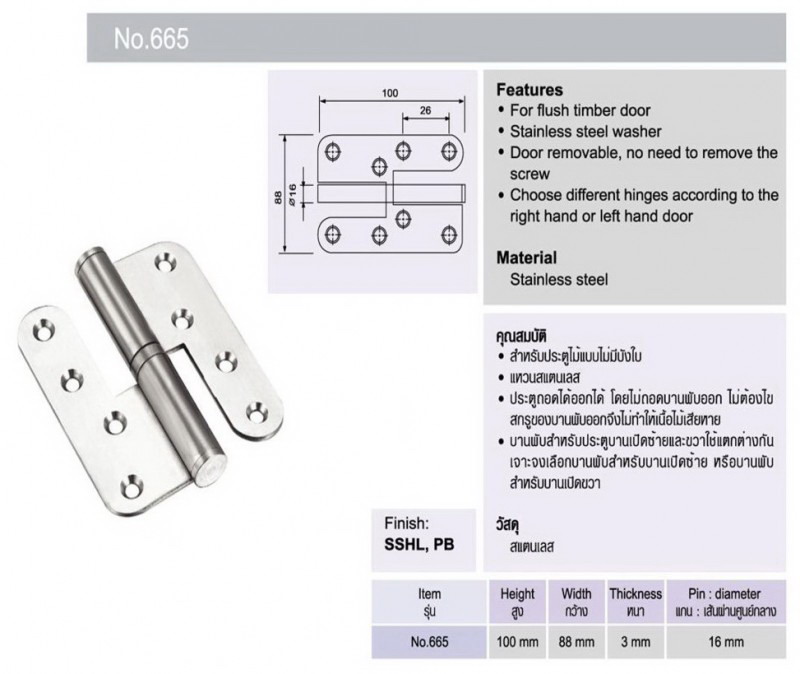 No.665
100
26
88
Ø16
Features
• For flush timber door
• Stainless steel washer
• Door removable, no need to remove the
screw
• Choose different hinges according to the
right hand or left hand door
Material
Stainless steel
คุณสมบัติ
• สำหรับประตูไม้แบบไม่มีบังใบ
• แหวนสแตนเลส
• ประตูถอดได้ออกได้ โดยไม่ถอดบานพับออก ไม่ต้องไข
สกรูของบานพับออกจึงไม่ทำให้เนื้อไม้เสียหาย
• บานพับสำหรับประตูบานเปิดซ้ายและขวาใช้แตกต่างกัน
เจาะจงเลือกบานพับสำหรับบานเปิดซ้าย หรือบานพับ
สำหรับบานเปิดขวา
วัสดุ
สแตนเลส
Finish:
SSHL, PB
Item Height Width Thickness Pin : diameter
รุ่น สูง กว้าง หนา แกน : เส้นผ่านศูนย์กลาง
No.665 100 mm 88 mm 3 mm 16 mm